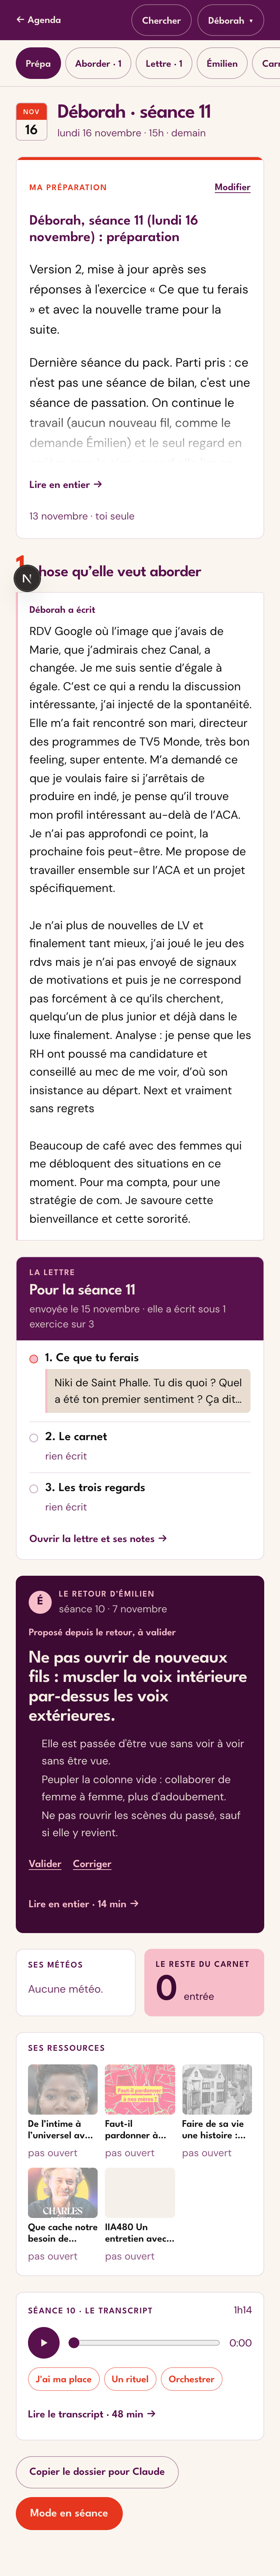 ← Agenda
Chercher
Déborah
Prépa
Aborder · 1
Lettre · 1
Émilien
NOV
16
Déborah · séance 11
lundi 16 novembre · 15h · demain
MA PRÉPARATION
Modifier
Déborah, séance 11 (lundi 16
novembre) : préparation
Version 2, mise à jour après ses
réponses à l'exercice « Ce que tu ferais
» et avec la nouvelle trame pour la
suite.
Dernière séance du pack. Parti pris : ce
n'est pas une séance de bilan, c'est une
séance de passation. On continue le
travail (aucun nouveau fil, comme le
demande Émilien) et le seul regard en
Lire en entier →
13 novembre · toi seule
1
N
hose qu'elle veut aborder
Déborah a écrit
RDV Google où l'image que j'avais de
Marie, que j'admirais chez Canal, a
changée. Je me suis sentie d'égale à
égale. C'est ce qui a rendu la discussion
intéressante, j'ai injecté de la spontanéité.
Elle m'a fait rencontré son mari, directeur
des programmes de TV5 Monde, très bon
feeling, super entente. M'a demandé ce
que je voulais faire si j'arrêtais de
produire en indé, je pense qu'il trouve
mon profil intéressant au-delà de l'ACA.
Je n'ai pas approfondi ce point, la
prochaine fois peut-être. Me propose de
travailler ensemble sur l'ACA et un projet
spécifiquement.
Je n'ai plus de nouvelles de LV et
finalement tant mieux, j'ai joué le jeu des
rdvs mais je n'ai pas envoyé de signaux
de motivations et puis je ne correspond
pas forcément à ce qu'ils cherchent,
quelqu'un de plus junior et déjà dans le
luxe finalement. Analyse : je pense que les
RH ont poussé ma candidature et
conseillé au mec de me voir, d'où son
insistance au départ. Next et vraiment
sans regrets
Beaucoup de café avec des femmes qui
me débloquent des situations en ce
moment. Pour ma compta, pour une
stratégie de com. Je savoure cette
bienveillance et cette sororité.
LA LETTRE
Pour la séance 11
envoyée le 15 novembre · elle a écrit sous 1
exercice sur 3
1. Ce que tu ferais
Niki de Saint Phalle. Tu dis quoi ? Quel
a été ton premier sentiment ? Ça dit...
2. Le carnet
rien écrit
3. Les trois regards
rien écrit
Ouvrir la lettre et ses notes →
É
LE RETOUR D'ÉMILIEN
séance 10 · 7 novembre
Proposé depuis le retour, à valider
Ne pas ouvrir de nouveaux
fils : muscler la voix intérieure
par-dessus les voix
extérieures.
Elle est passée d'être vue sans voir à voir
sans être vue.
Peupler la colonne vide : collaborer de
femme à femme, plus d'adoubement.
Ne pas rouvrir les scènes du passé, sauf
si elle y revient.
Valider
Corriger
Lire en entier · 14 min →
SES MÉTÉOS
Aucune météo.
LE RESTE DU CARNET
0 entrée
SES RESSOURCES
De l'intime à
l'universel av...
pas ouvert
Faut-il
pardonner à...
pas ouvert
Faire de sa vie
une histoire :...
pas ouvert
CHARLES
Que cache notre
besoin de...
pas ouvert
IIA480 Un
entretien avec...
pas ouvert
SÉANCE 10 · LE TRANSCRIPT
1h14
0:00
J'ai ma place
Un rituel
Orchestrer
Lire le transcript · 48 min →
Copier le dossier pour Claude
Mode en séance